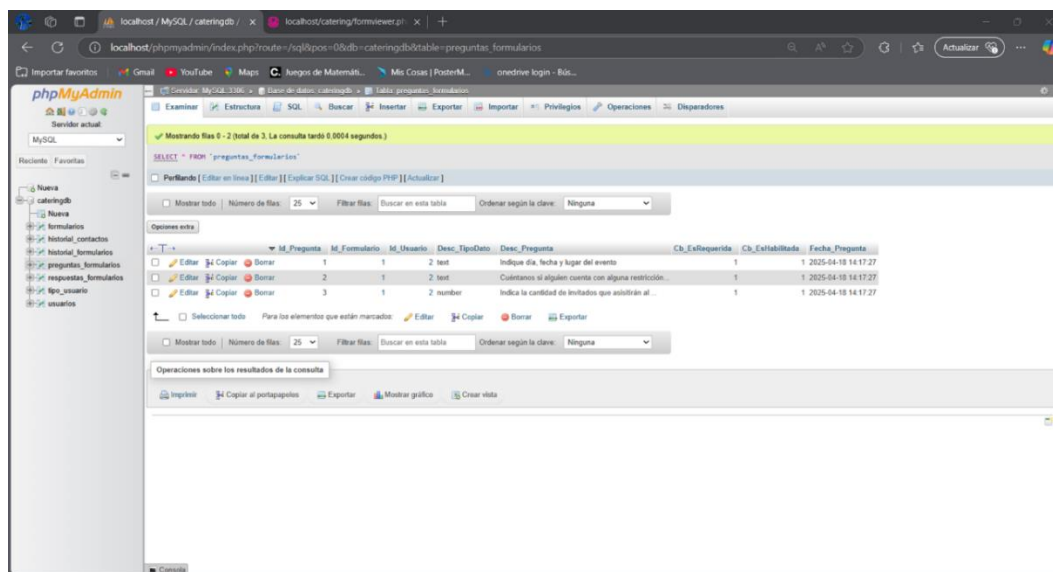 localhost / MySQL / cateringdb /
localhost/catering/formviewer.ph
localhost/phpmyadmin/index.php?route=/sql&pos=0&db=cateringdb&table=preguntas_formularios
Actualizar
Importar favoritos
Gmail
YouTube
Maps
Juegos de Matemáti...
Mis Cosas | PosterM...
onedrive login - Bús...
phpMyAdmin
Servidor actual:
MySQL
Reciente Favoritas
Nueva
cateringdb
Nueva
formularios
historial_contactos
historial_formularios
preguntas_formularios
respuestas_formularios
tipo_usuario
usuarios
Servidor: MySQL:3306 » Base de datos: cateringdb » Tabla: preguntas_formularios
Examinar Estructura SQL Buscar Insertar Exportar Importar Privilegios Operaciones Disparadores
Mostrando filas 0 - 2 (total de 3, La consulta tardó 0,0004 segundos.)
SELECT * FROM `preguntas_formularios`
Perfilando [ Editar en línea ] [ Editar ] [ Explicar SQL ] [ Crear código PHP ] [ Actualizar ]
Mostrar todo | Número de filas: 25 Filtrar filas: Buscar en esta tabla Ordenar según la clave: Ninguna
Opciones extra
Id_Pregunta Id_Formulario Id_Usuario Desc_TipoDato Desc_Pregunta Cb_EsRequerida Cb_EsHabilitada Fecha_Pregunta
Editar Copiar Borrar 1 1 2 text Indique día, fecha y lugar del evento 1 1 2025-04-18 14:17:27
Editar Copiar Borrar 2 1 2 text Cuéntanos si alguien cuenta con alguna restricción... 1 1 2025-04-18 14:17:27
Editar Copiar Borrar 3 1 2 number Indica la cantidad de invitados que asisitirán al ... 1 1 2025-04-18 14:17:27
Seleccionar todo Para los elementos que están marcados: Editar Copiar Borrar Exportar
Mostrar todo | Número de filas: 25 Filtrar filas: Buscar en esta tabla Ordenar según la clave: Ninguna
Operaciones sobre los resultados de la consulta
Imprimir Copiar al portapapeles Exportar Mostrar gráfico Crear vista
Consola